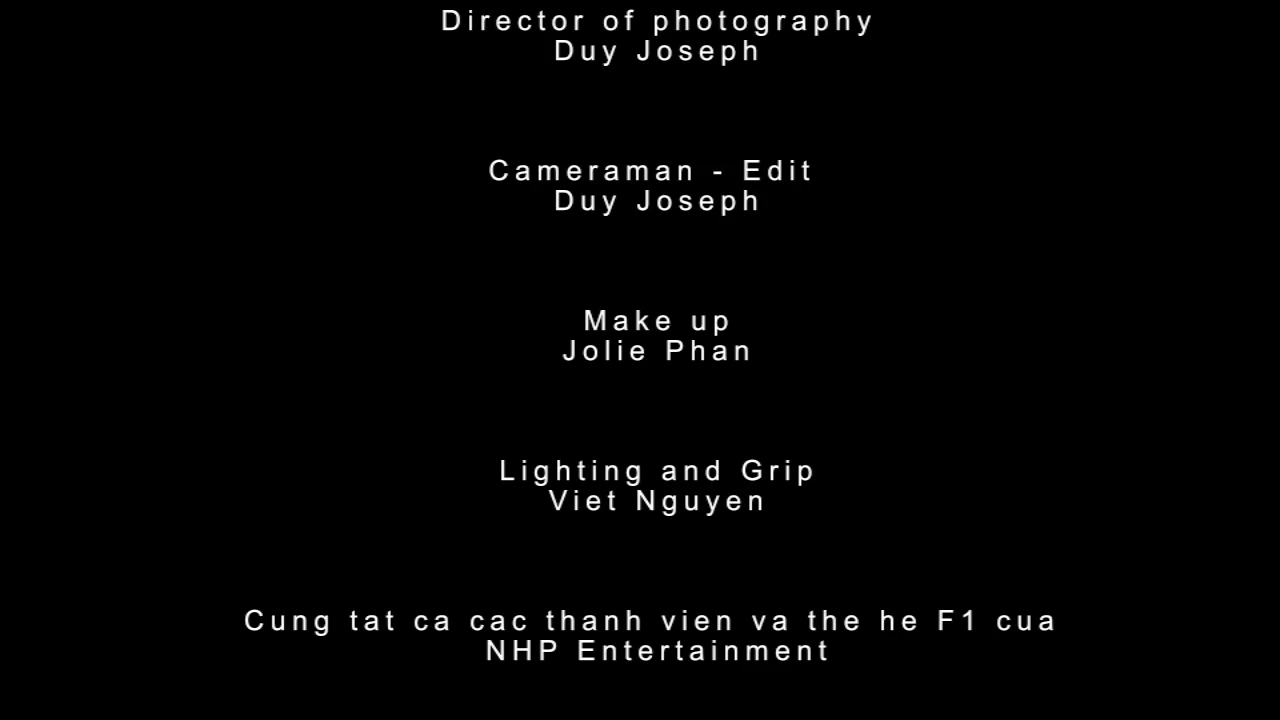 Director of photography
Duy Joseph
Cameraman - Edit
Duy Joseph
Make up
Jolie Phan
Lighting and Grip
Viet Nguyen
Cung tat ca cac thanh vien va the he F1 cua
NHP Entertainment